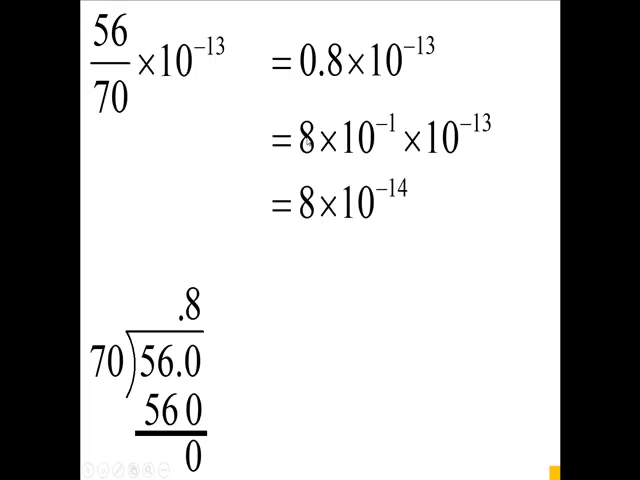 56/70 ×10⁻¹³ = 0.8×10⁻¹³
= 8×10⁻¹ ×10⁻¹³
= 8×10⁻¹⁴
.8
70)56.0
56 0
0